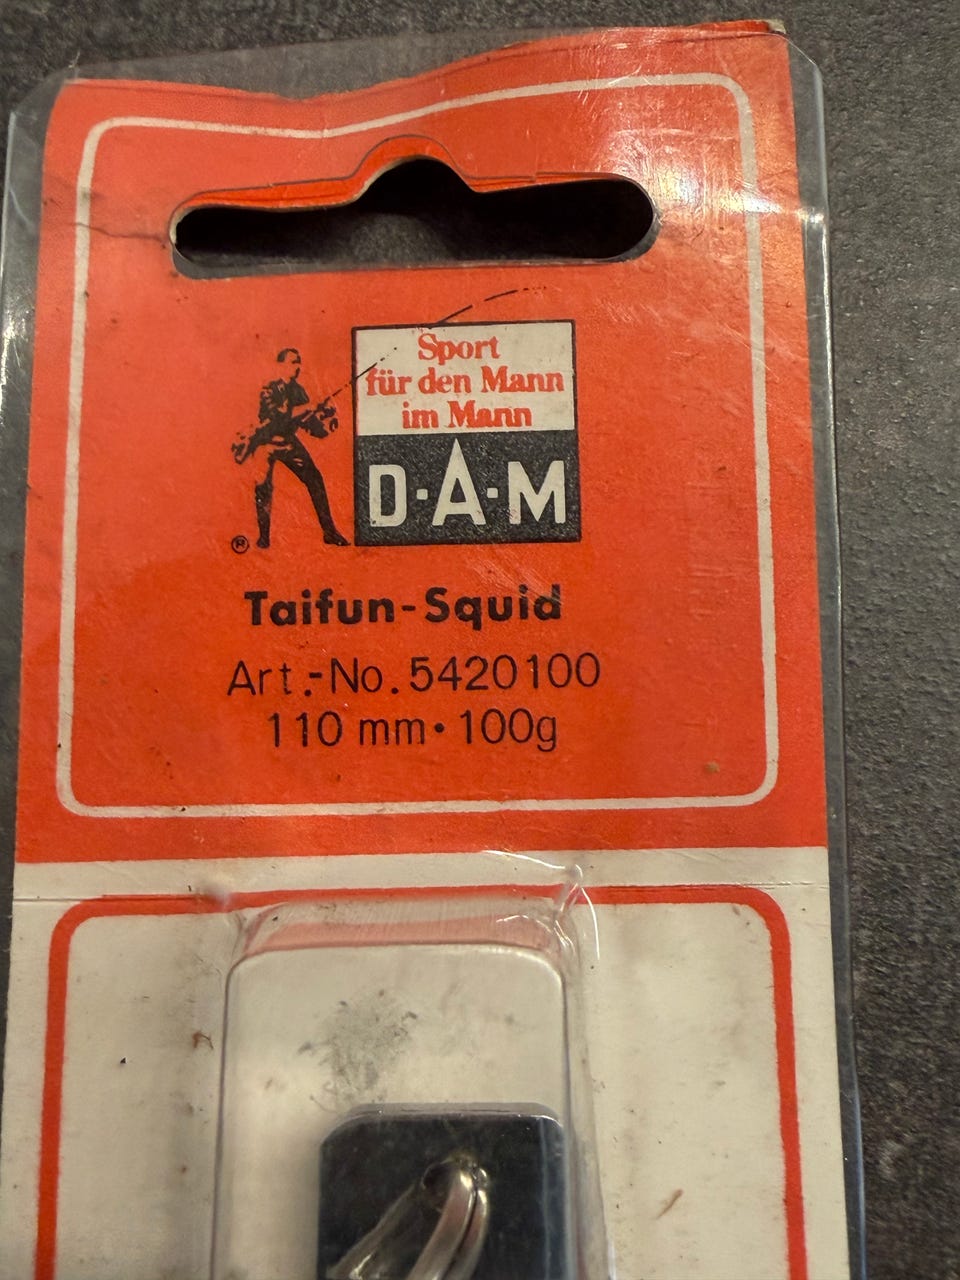 Sport
für den Mann
im Mann
D·A·M
®
Taifun-Squid
Art.-No. 5420100
110 mm • 100g